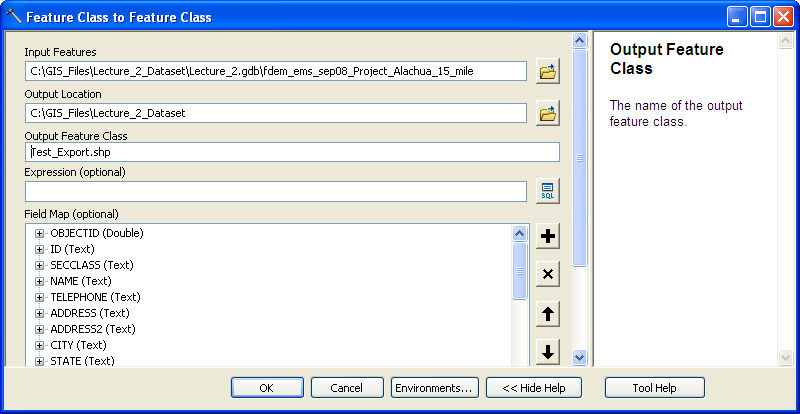 Feature Class to Feature Class
Input Features
C:\GIS_Files\Lecture_2_Dataset\Lecture_2.gdb\fdem_ems_sep08_Project_Alachua_15_mile
Output Location
C:\GIS_Files\Lecture_2_Dataset
Output Feature Class
Test_Export.shp
Expression (optional)
SQL
Field Map (optional)
OBJECTID (Double)
ID (Text)
SECCLASS (Text)
NAME (Text)
TELEPHONE (Text)
ADDRESS (Text)
ADDRESS2 (Text)
CITY (Text)
STATE (Text)
OK
Cancel
Environments...
<< Hide Help
Output Feature
Class
The name of the output
feature class.
Tool Help